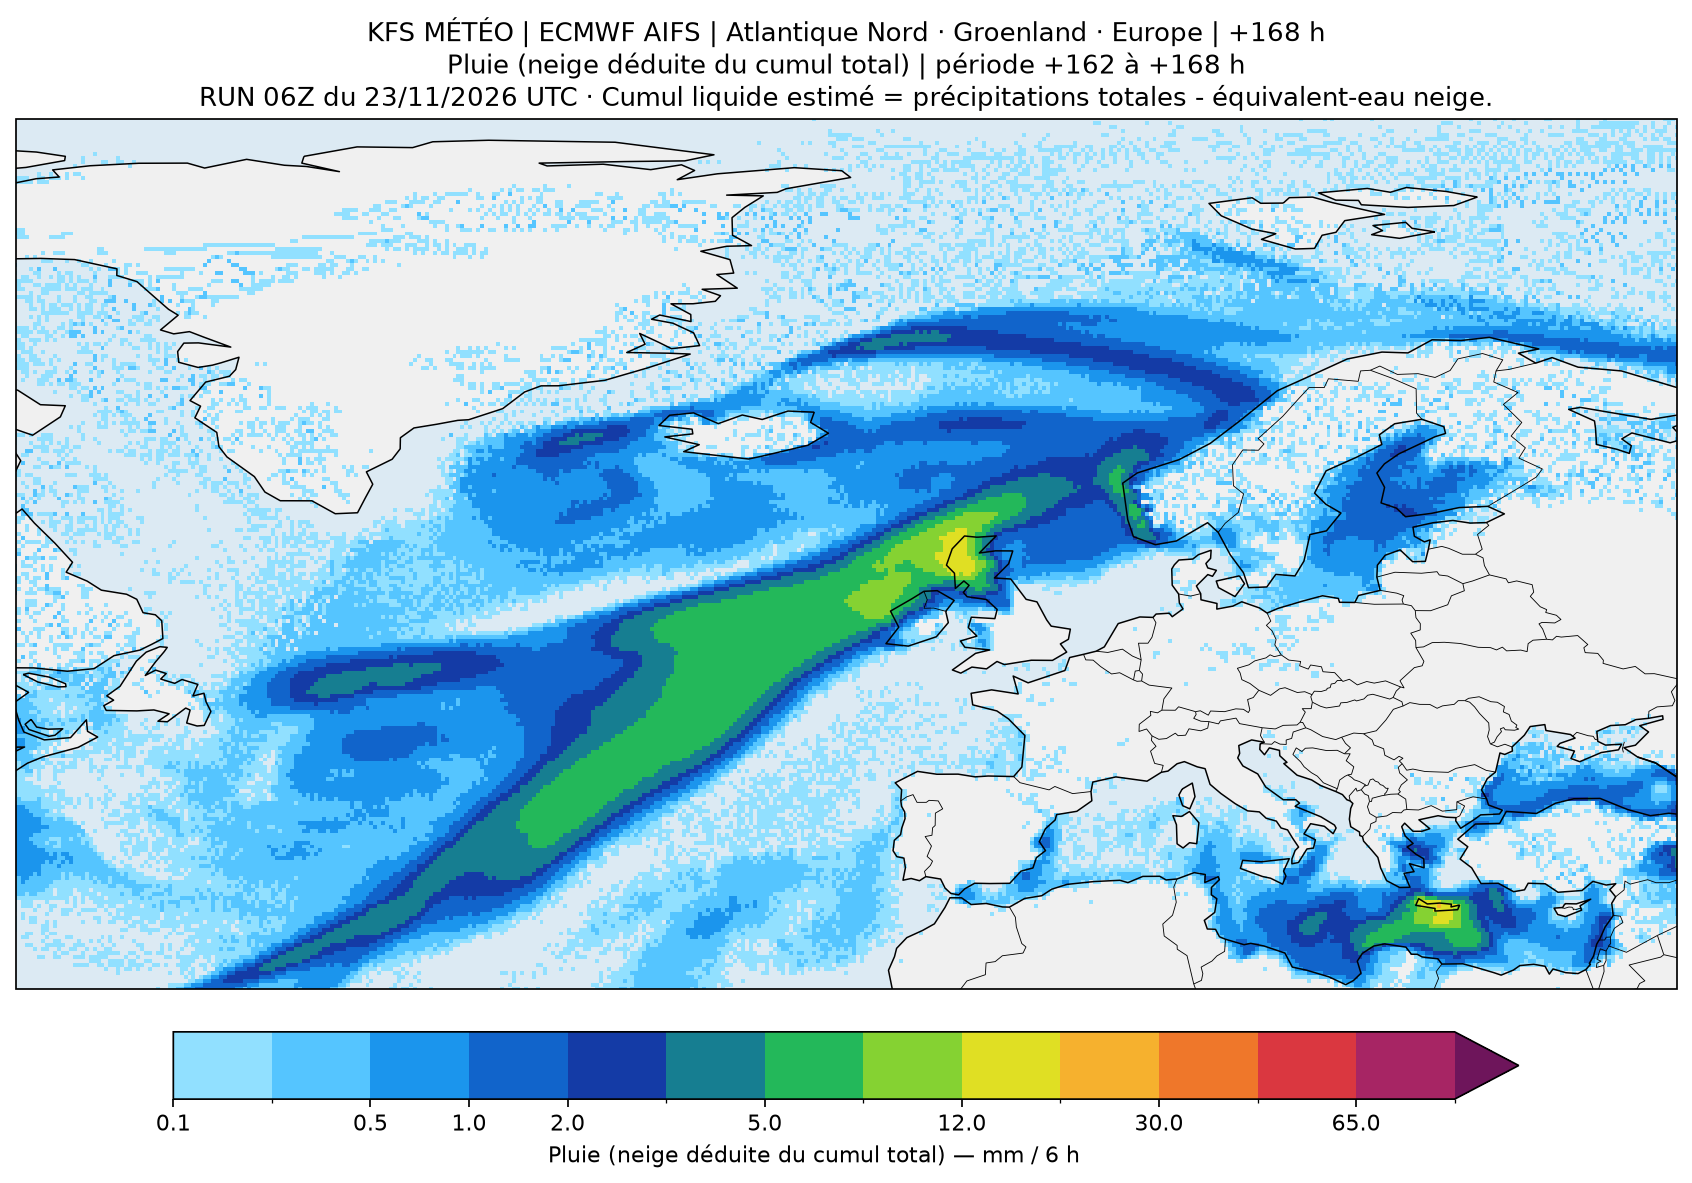 KFS MÉTÉO | ECMWF AIFS | Atlantique Nord · Groenland · Europe | +168 h
Pluie (neige déduite du cumul total) | période +162 à +168 h
RUN 06Z du 23/11/2026 UTC · Cumul liquide estimé = précipitations totales - équivalent-eau neige.
0.1 0.5 1.0 2.0 5.0 12.0 30.0 65.0
Pluie (neige déduite du cumul total) — mm / 6 h